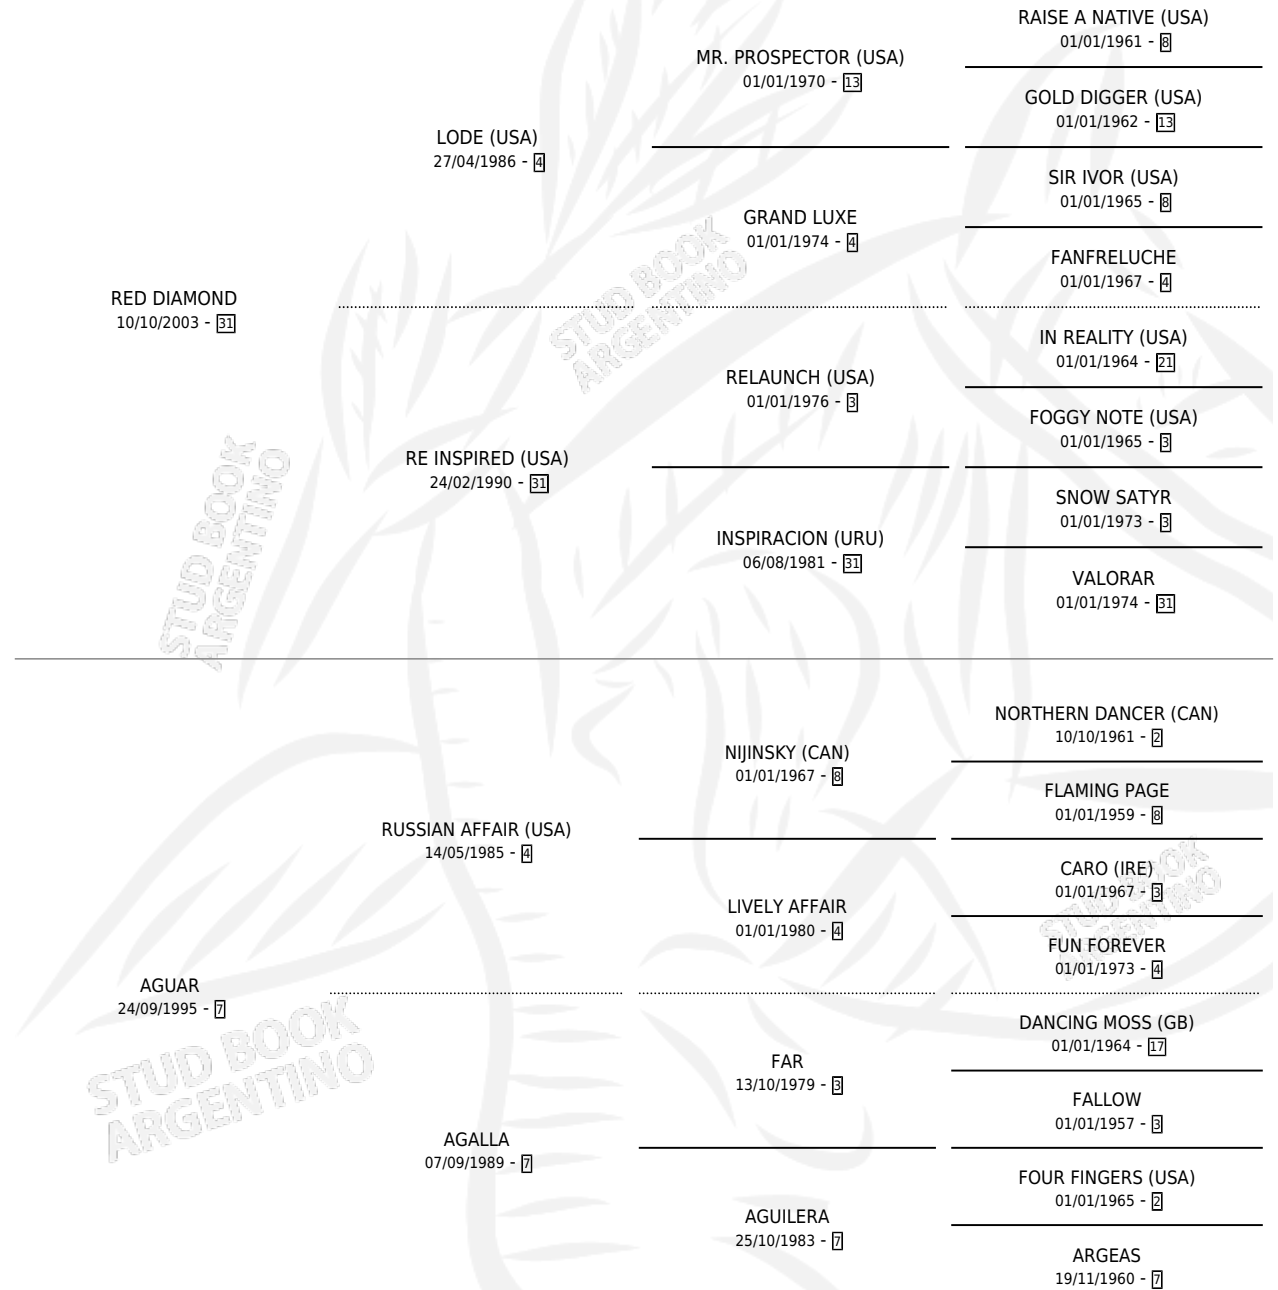 RAISE A NATIVE (USA)
01/01/1961 - 8
MR. PROSPECTOR (USA)
01/01/1970 - 13
GOLD DIGGER (USA)
01/01/1962 - 13
LODE (USA)
27/04/1986 - 4
SIR IVOR (USA)
01/01/1965 - 8
GRAND LUXE
01/01/1974 - 4
FANFRELUCHE
01/01/1967 - 4
RED DIAMOND
10/10/2003 - 31
IN REALITY (USA)
01/01/1964 - 21
RELAUNCH (USA)
01/01/1976 - 3
FOGGY NOTE (USA)
01/01/1965 - 3
RE INSPIRED (USA)
24/02/1990 - 31
SNOW SATYR
01/01/1973 - 3
INSPIRACION (URU)
06/08/1981 - 31
VALORAR
01/01/1974 - 31
NORTHERN DANCER (CAN)
10/10/1961 - 2
NIJINSKY (CAN)
01/01/1967 - 8
FLAMING PAGE
01/01/1959 - 8
RUSSIAN AFFAIR (USA)
14/05/1985 - 4
CARO (IRE)
01/01/1967 - 3
LIVELY AFFAIR
01/01/1980 - 4
FUN FOREVER
01/01/1973 - 4
AGUAR
24/09/1995 - 7
DANCING MOSS (GB)
01/01/1964 - 17
FAR
13/10/1979 - 3
FALLOW
01/01/1957 - 3
AGALLA
07/09/1989 - 7
FOUR FINGERS (USA)
01/01/1965 - 2
AGUILERA
25/10/1983 - 7
ARGEAS
19/11/1960 - 7
STUD BOOK
ARGENTINO
STUD BOOK
ARGENTINO
STUD BOOK
ARGENTINO
STUD BOOK
ARGENTINO